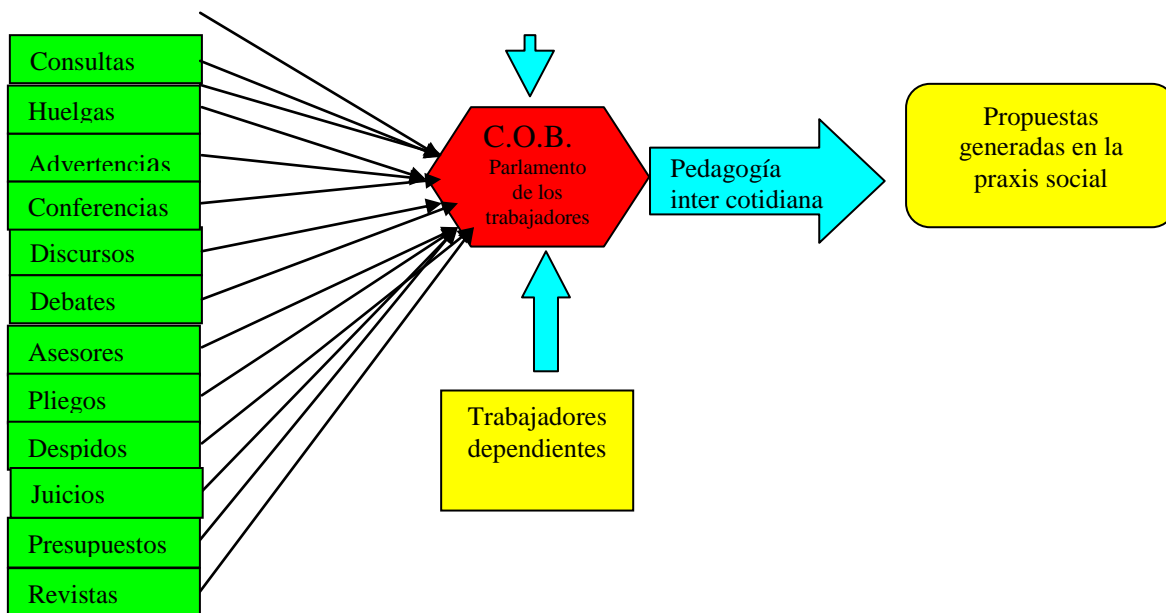 Consultas
Huelgas
Advertencias
Conferencias
Discursos
Debates
Asesores
Pliegos
Despidos
Juicios
Presupuestos
Revistas
C.O.B.
Parlamento
de los
trabajadores
Trabajadores
dependientes
Pedagogía
inter cotidiana
Propuestas
generadas en la
praxis social